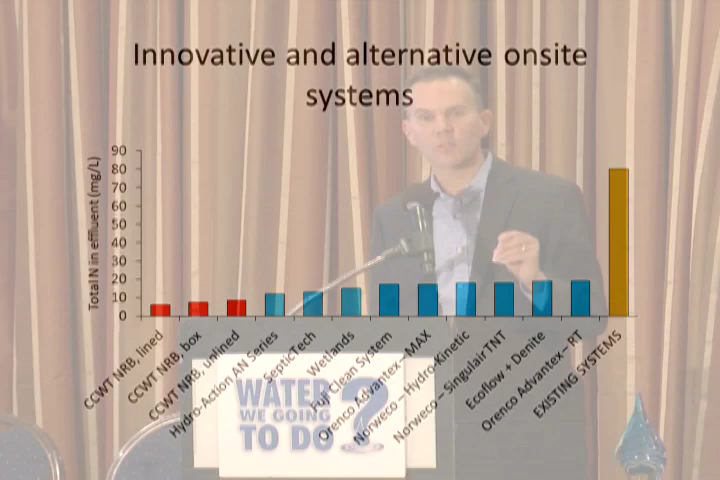 Innovative and alternative onsite
systems
Total N in effluent (mg/L)
90
80
70
60
50
40
30
20
10
0
CCWT NRB, lined
CCWT NRB, box
CCWT NRB, unlined
Hydro-Action AN Series
SepticTech
Wetlands
Fuji Clean System
Orenco Advantex – MAX
Norweco – Hydro-Kinetic
Norweco – Singulair TNT
Ecoflow + Denite
Orenco Advantex – RT
EXISTING SYSTEMS
WATER
WE GOING
TO DO?